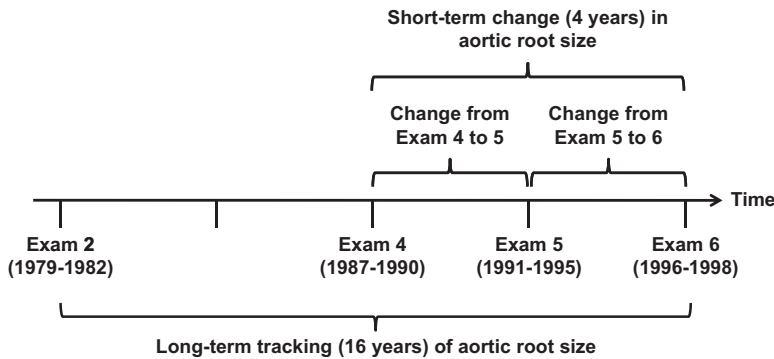 Short-term change (4 years) in
aortic root size
Change from
Exam 4 to 5
Change from
Exam 5 to 6
Time
Exam 2
(1979-1982)
Exam 4
(1987-1990)
Exam 5
(1991-1995)
Exam 6
(1996-1998)
Long-term tracking (16 years) of aortic root size